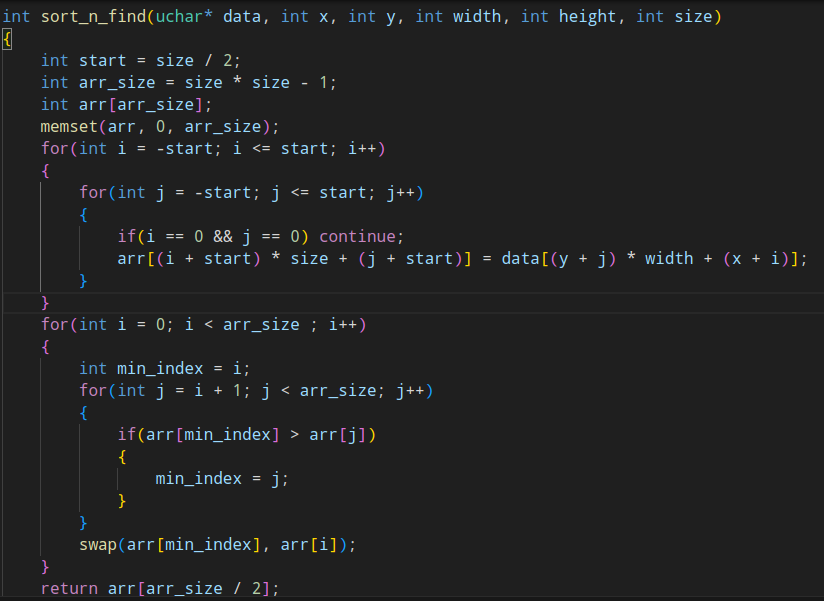 int sort_n_find(uchar* data, int x, int y, int width, int height, int size)
{
    int start = size / 2;
    int arr_size = size * size - 1;
    int arr[arr_size];
    memset(arr, 0, arr_size);
    for(int i = -start; i <= start; i++)
    {
        for(int j = -start; j <= start; j++)
        {
            if(i == 0 && j == 0) continue;
            arr[(i + start) * size + (j + start)] = data[(y + j) * width + (x + i)];
        }
    }
    for(int i = 0; i < arr_size ; i++)
    {
        int min_index = i;
        for(int j = i + 1; j < arr_size; j++)
        {
            if(arr[min_index] > arr[j])
            {
                min_index = j;
            }
        }
        swap(arr[min_index], arr[i]);
    }
    return arr[arr_size / 2];